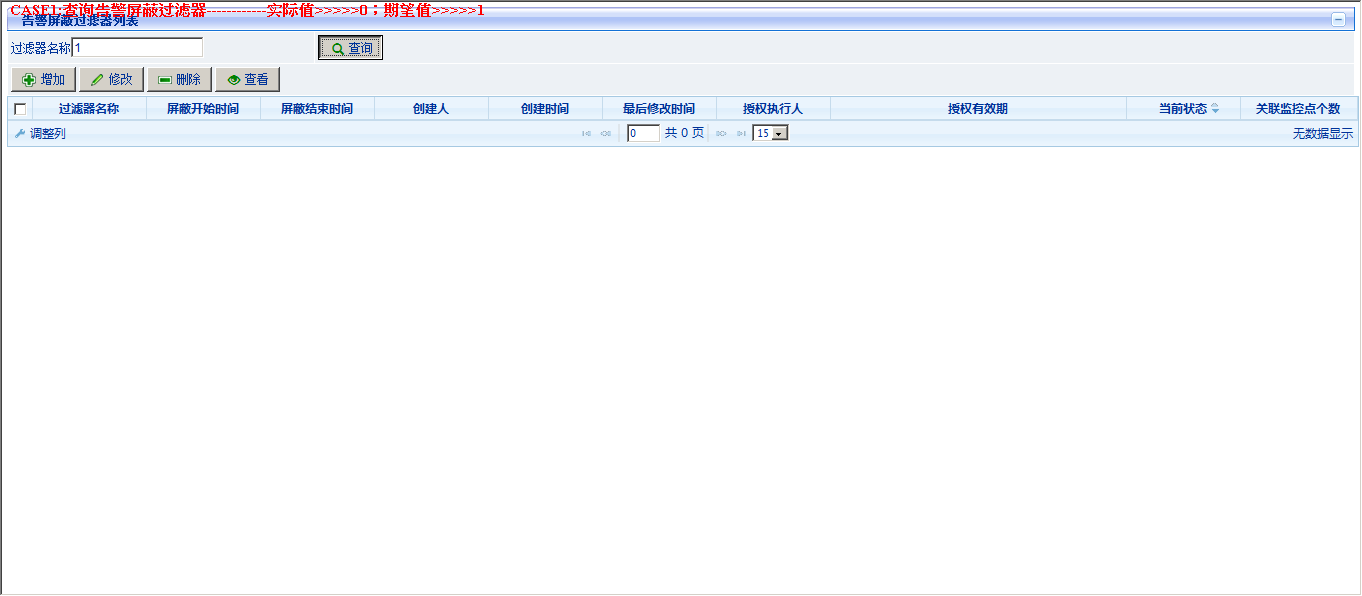 CASE1:查询告警屏蔽过滤器-----------实际值>>>>>0；期望值>>>>>1
告警屏蔽过滤器列表
过滤器名称 1 查询
增加 修改 删除 查看
过滤器名称 屏蔽开始时间 屏蔽结束时间 创建人 创建时间 最后修改时间 授权执行人 授权有效期 当前状态 关联监控点个数
调整列 0 共 0 页 15 无数据显示